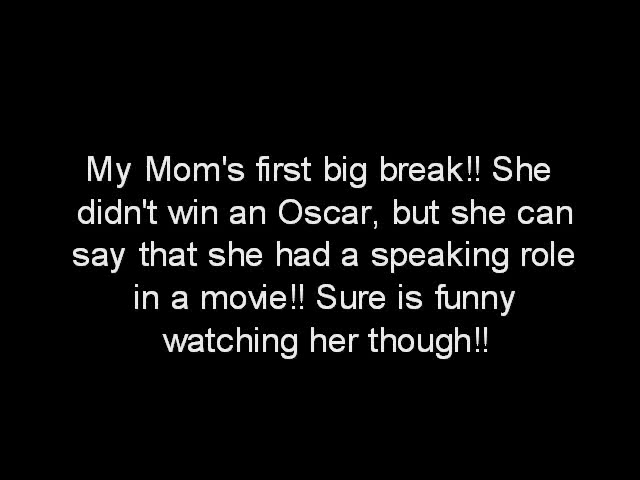 My Mom's first big break!! She
didn't win an Oscar, but she can
say that she had a speaking role
in a movie!! Sure is funny
watching her though!!